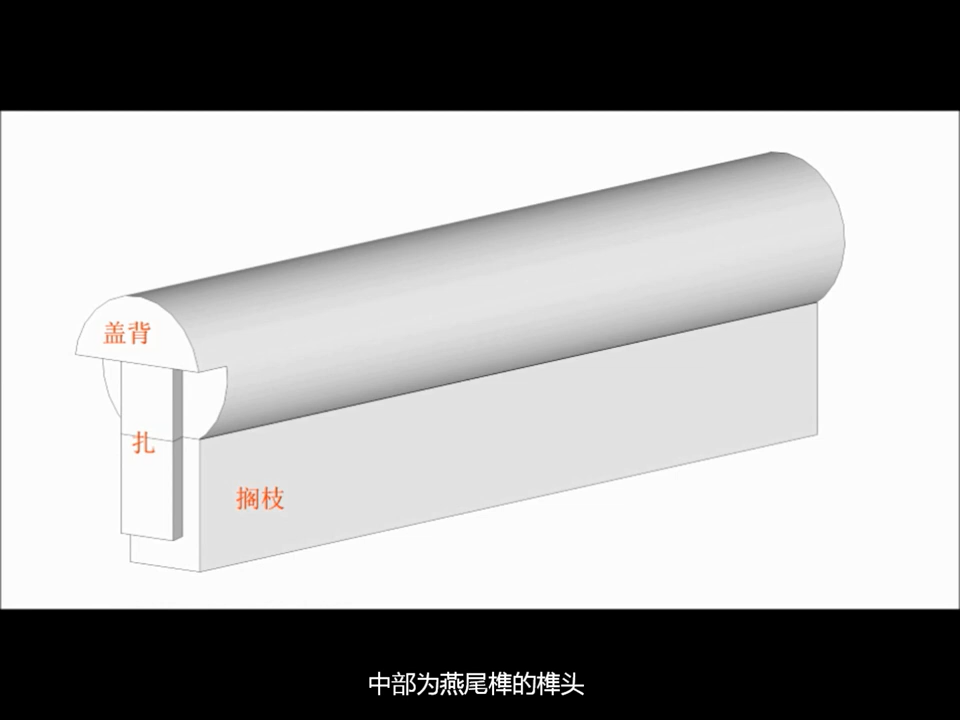 盖背
扎
搁枝
中部为燕尾榫的榫头